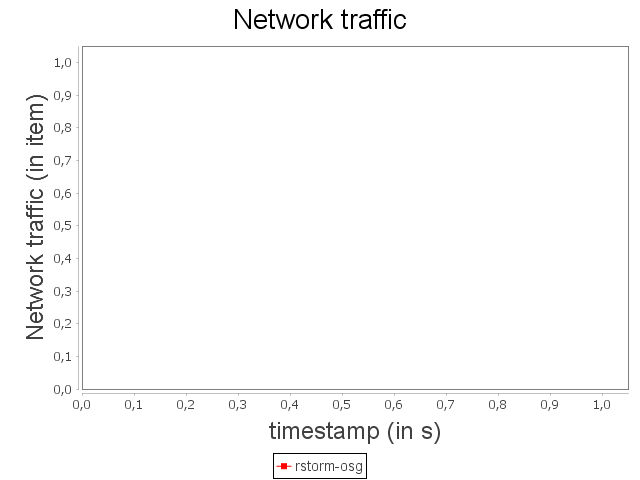 Network traffic
Network traffic (in item)
1,0
0,9
0,8
0,7
0,6
0,5
0,4
0,3
0,2
0,1
0,0
0,0 0,1 0,2 0,3 0,4 0,5 0,6 0,7 0,8 0,9 1,0
timestamp (in s)
rstorm-osg